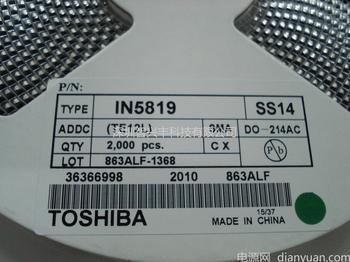 P/N:
TYPE IN5819 SS14
ADDC (TE12L) SMA DO-214AC
QTY 2,000 pcs. C X
LOT 863ALF-1368
36366998 2010 863ALF
TOSHIBA 15/37
MADE IN CHINA
电源网 dianyuan.com